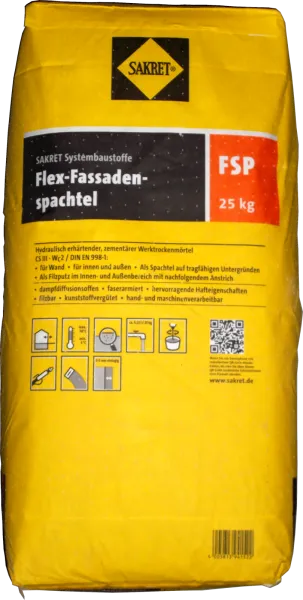 SAKRET®
SAKRET Systembaustoffe
Flex-Fassaden-
spachtel
FSP
25 kg
Hydraulisch erhärtender, zementärer Werktrockenmörtel
CS III · Wc2 / DIN EN 998-1:
· für Wand · für innen und außen · Als Spachtel auf tragfähigen Untergründen
· Als Filzputz im Innen- und Außenbereich mit nachfolgendem Anstrich
· dampfdiffusionsoffen · faserarmiert · hervorragende Hafteigenschaften
· filzbar · kunststoffvergütet · hand- und maschinenverarbeitbar
www.sakret.de